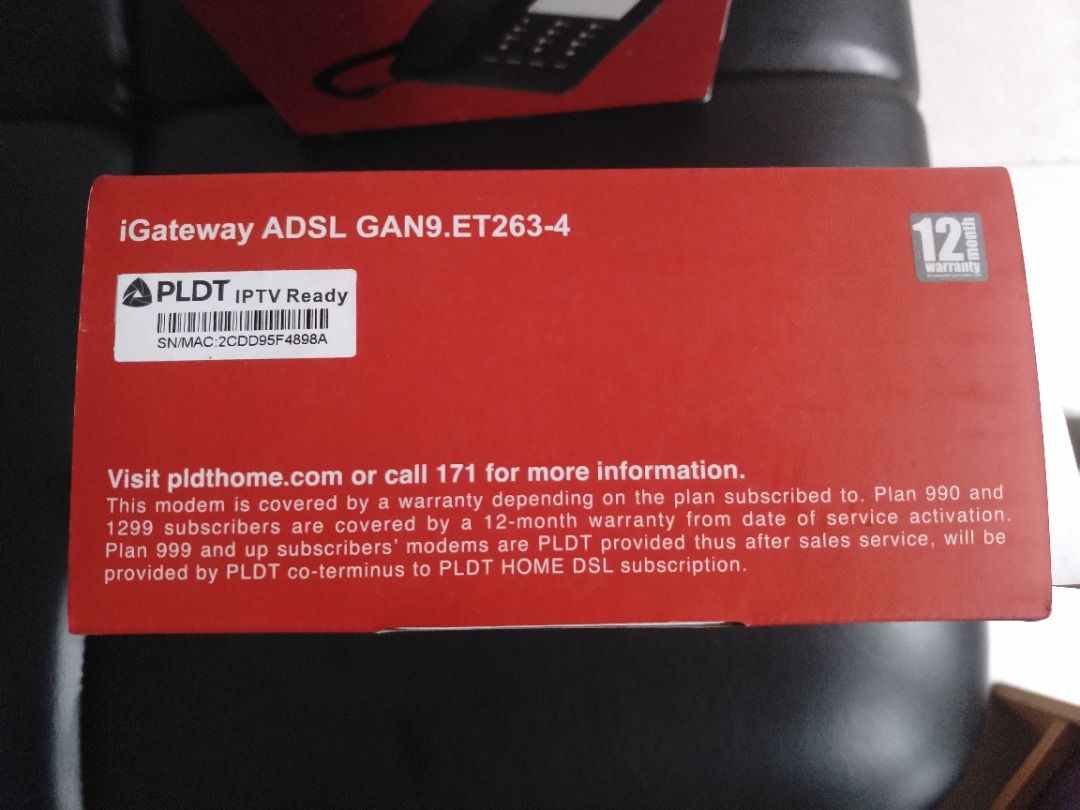 iGateway ADSL GAN9.ET263-4
12 month
warranty
PLDT IPTV Ready
SN/MAC:2CDD95F4898A
Visit pldthome.com or call 171 for more information.
This modem is covered by a warranty depending on the plan subscribed to. Plan 990 and
1299 subscribers are covered by a 12-month warranty from date of service activation.
Plan 999 and up subscribers' modems are PLDT provided thus after sales service, will be
provided by PLDT co-terminus to PLDT HOME DSL subscription.